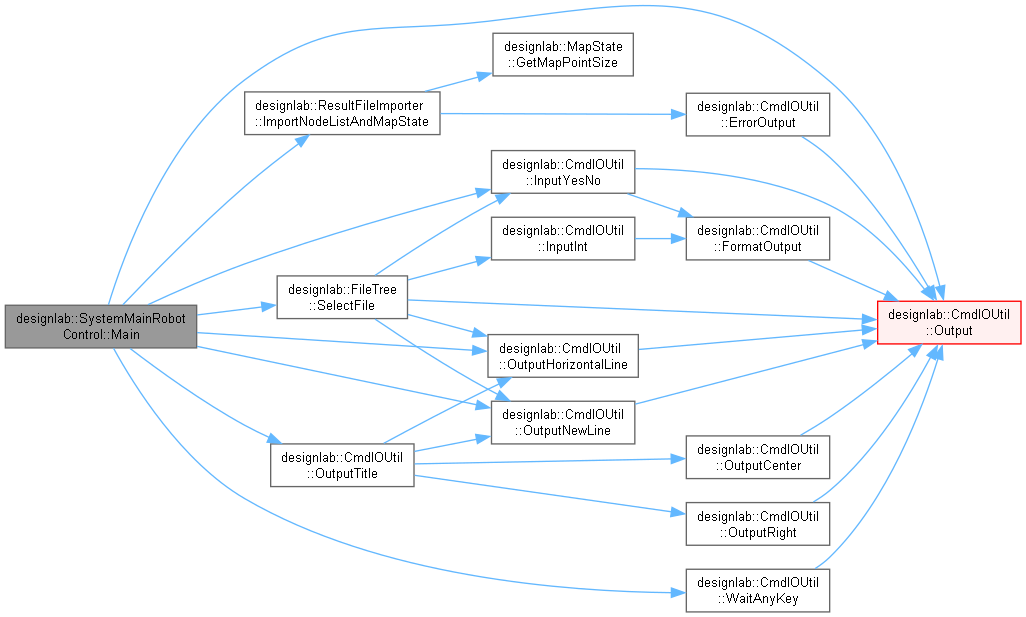 designlab::MapState
::GetMapPointSize
designlab::ResultFileImporter
::ImportNodeListAndMapState
designlab::CmdIOUtil
::ErrorOutput
designlab::CmdIOUtil
::InputYesNo
designlab::CmdIOUtil
::InputInt
designlab::CmdIOUtil
::FormatOutput
designlab::FileTree
::SelectFile
designlab::SystemMainRobot
Control::Main
designlab::CmdIOUtil
::Output
designlab::CmdIOUtil
::OutputHorizontalLine
designlab::CmdIOUtil
::OutputNewLine
designlab::CmdIOUtil
::OutputTitle
designlab::CmdIOUtil
::OutputCenter
designlab::CmdIOUtil
::OutputRight
designlab::CmdIOUtil
::WaitAnyKey